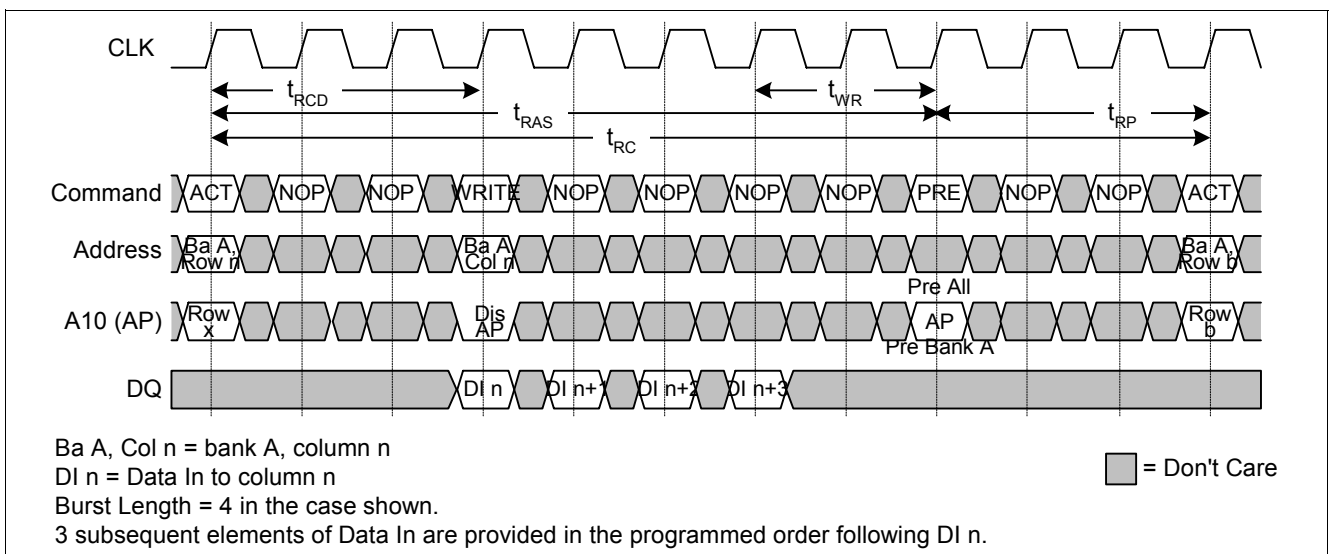 CLK
tRCD
tWR
tRAS
tRP
tRC
Command ACT NOP NOP WRITE NOP NOP NOP NOP PRE NOP NOP ACT
Address Ba A, Row n Ba A, Col n Ba A, Row b
Pre All
A10 (AP) Row x Dis AP AP Row b
Pre Bank A
DQ DI n DI n+1 DI n+2 DI n+3
Ba A, Col n = bank A, column n
DI n = Data In to column n
= Don't Care
Burst Length = 4 in the case shown.
3 subsequent elements of Data In are provided in the programmed order following DI n.